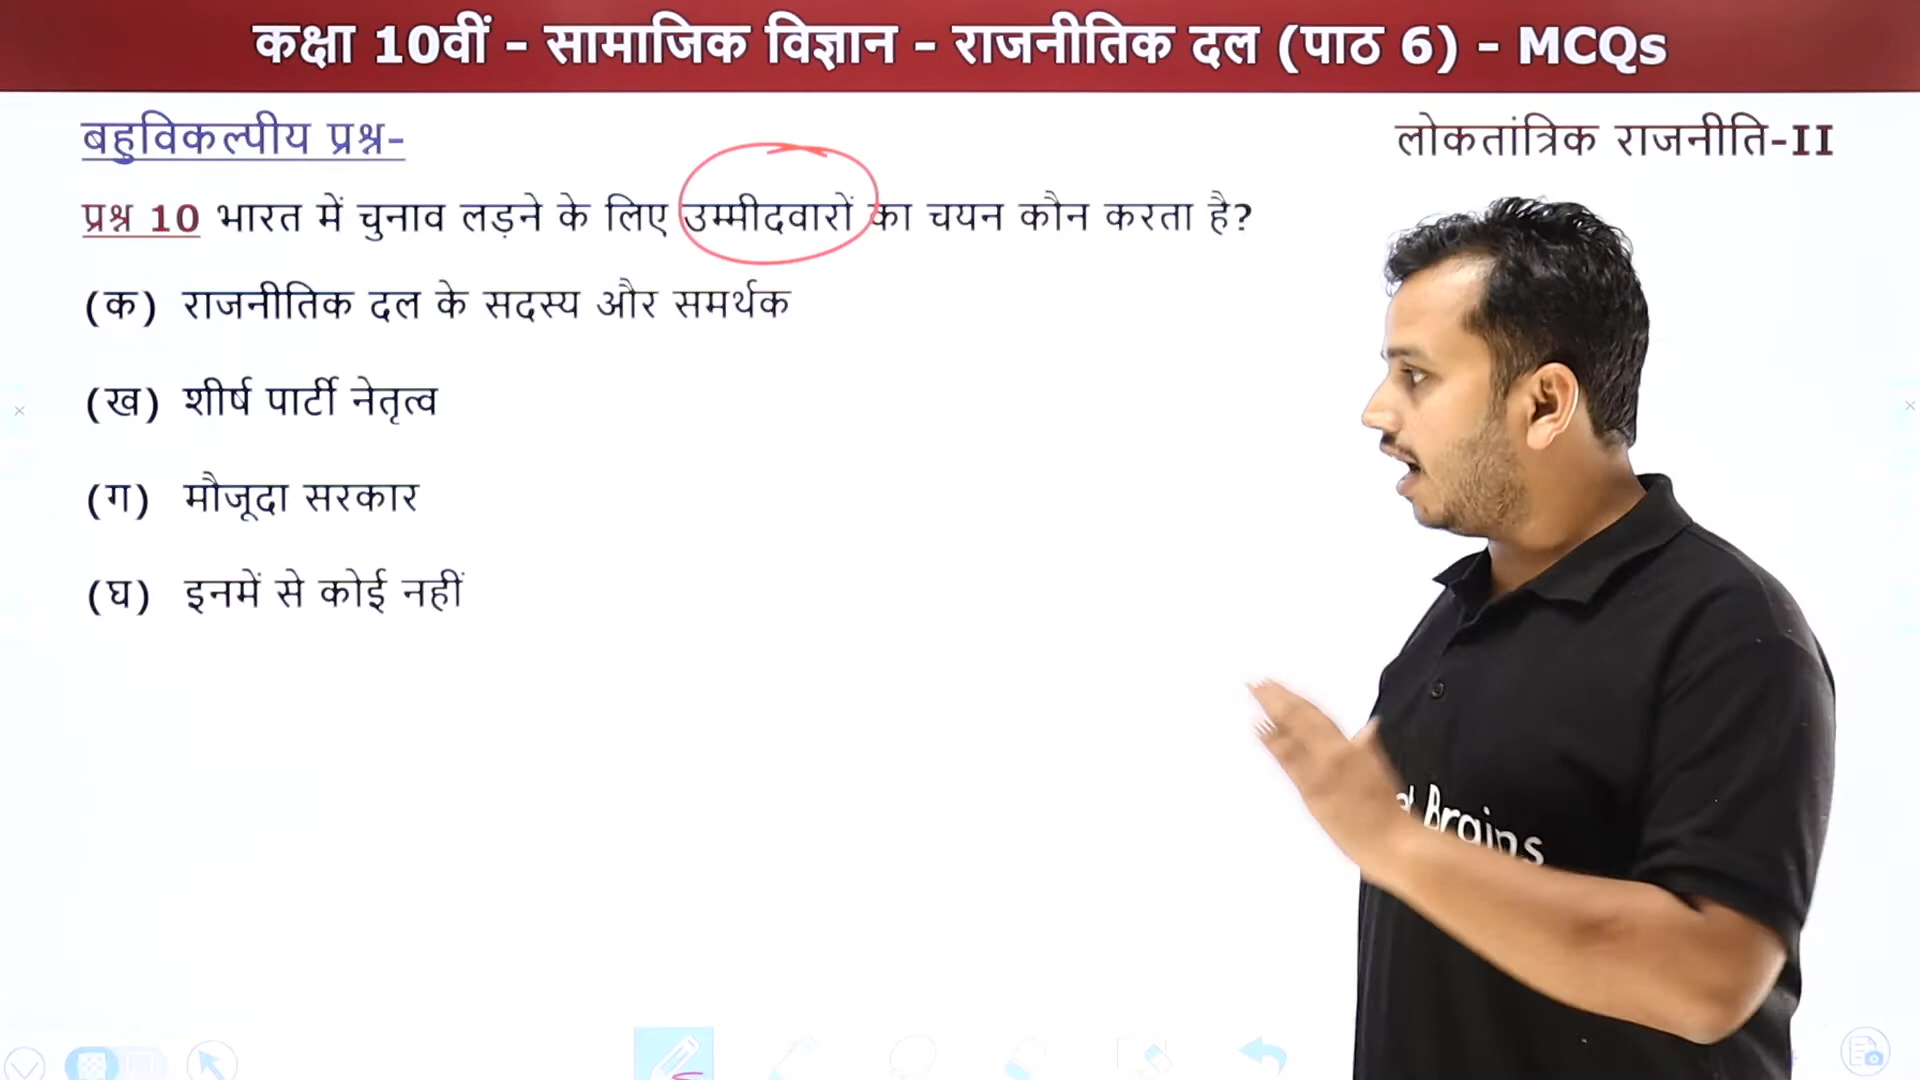 कक्षा 10वीं - सामाजिक विज्ञान - राजनीतिक दल (पाठ 6) - MCQs
बहुविकल्पीय प्रश्न-
लोकतांत्रिक राजनीति-II
प्रश्न 10 भारत में चुनाव लड़ने के लिए उम्मीदवारों का चयन कौन करता है?
(क) राजनीतिक दल के सदस्य और समर्थक
(ख) शीर्ष पार्टी नेतृत्व
(ग) मौजूदा सरकार
(घ) इनमें से कोई नहीं
Brains